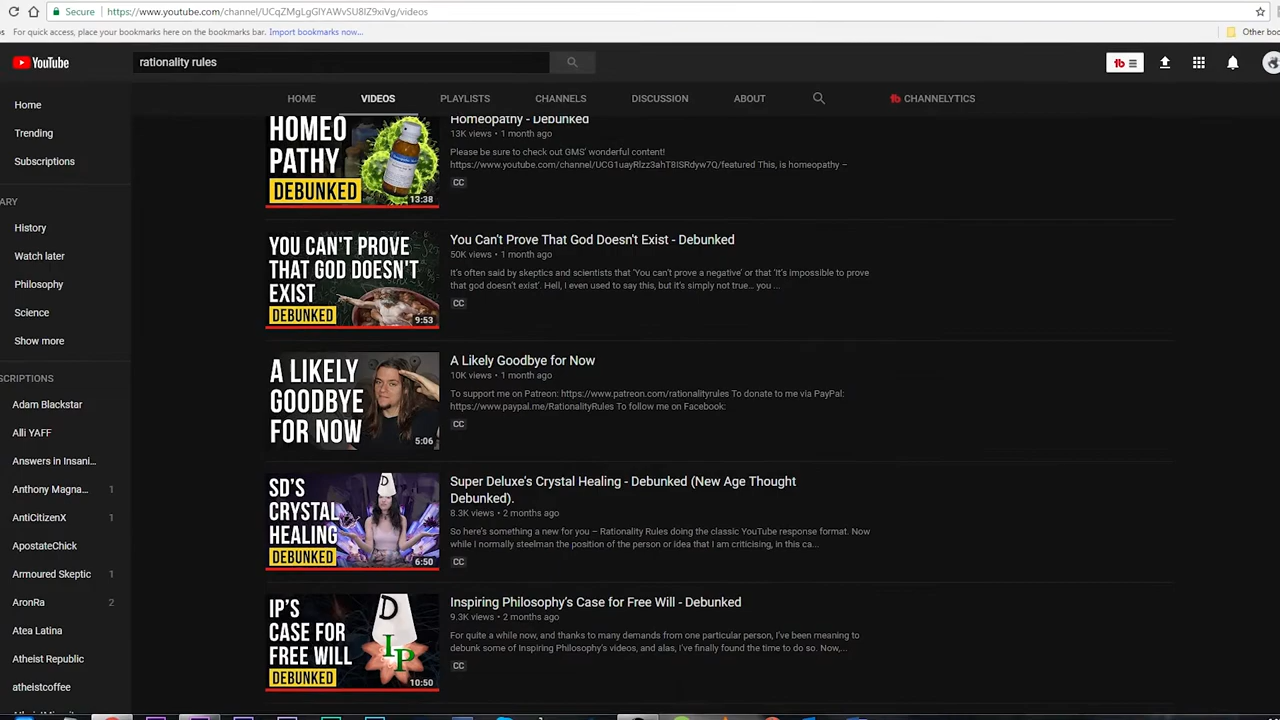 Secure
https://www.youtube.com/channel/UCqZMgLgGlYAWvSU8lZ9xiVg/videos
For quick access, place your bookmarks here on the bookmarks bar. Import bookmarks now...
Other boo
YouTube
rationality rules
tb
HOME
VIDEOS
PLAYLISTS
CHANNELS
DISCUSSION
ABOUT
tb CHANNELYTICS
Home
Trending
Subscriptions
ARY
History
Watch later
Philosophy
Science
Show more
SCRIPTIONS
Adam Blackstar
Alli YAFF
Answers in Insani...
Anthony Magna... 1
AntiCitizenX 1
ApostateChick
Armoured Skeptic 1
AronRa 2
Atea Latina
Atheist Republic
atheistcoffee
HOMEO
PATHY
DEBUNKED
13:38
Homeopathy - Debunked
13K views • 1 month ago
Please be sure to check out GMS' wonderful content!
https://www.youtube.com/channel/UCG1uayRlzz3ahT8ISRdyw7Q/featured This, is homeopathy –
CC
YOU CAN'T PROVE
THAT GOD DOESN'T
EXIST
DEBUNKED
9:53
You Can't Prove That God Doesn't Exist - Debunked
50K views • 1 month ago
It's often said by skeptics and scientists that 'You can't prove a negative' or that 'It's impossible to prove
that god doesn't exist'. Hell, I even used to say this, but it's simply not true... you ...
CC
A LIKELY
GOODBYE
FOR NOW
5:06
A Likely Goodbye for Now
10K views • 1 month ago
To support me on Patreon: https://www.patreon.com/rationalityrules To donate to me via PayPal:
https://www.paypal.me/RationalityRules To follow me on Facebook:
CC
SD'S
CRYSTAL
HEALING
DEBUNKED
D
6:50
Super Deluxe's Crystal Healing - Debunked (New Age Thought
Debunked).
8.3K views • 2 months ago
So here's something a new for you – Rationality Rules doing the classic YouTube response format. Now
while I normally steelman the position of the person or idea that I am criticising, in this ca...
CC
IP'S
CASE FOR
FREE WILL
DEBUNKED
D
IP
10:50
Inspiring Philosophy's Case for Free Will - Debunked
9.3K views • 2 months ago
For quite a while now, and thanks to many demands from one particular person, I've been meaning to
debunk some of Inspiring Philosophy's videos, and alas, I've finally found the time to do so. Now,...
CC